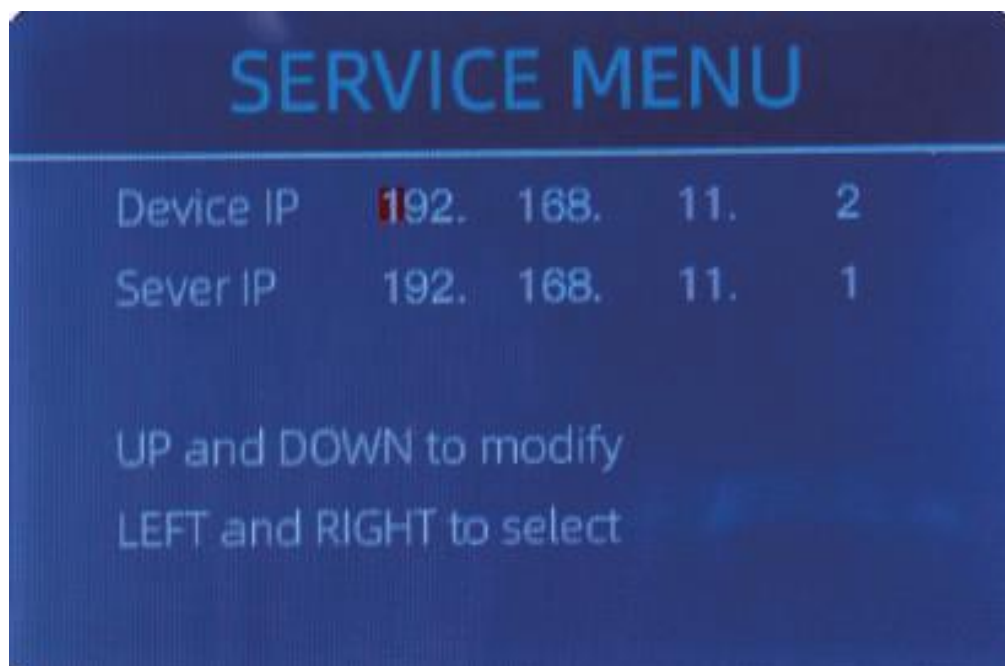 SERVICE MENU
Device IP 192. 168. 11. 2
Sever IP 192. 168. 11. 1
UP and DOWN to modify
LEFT and RIGHT to select